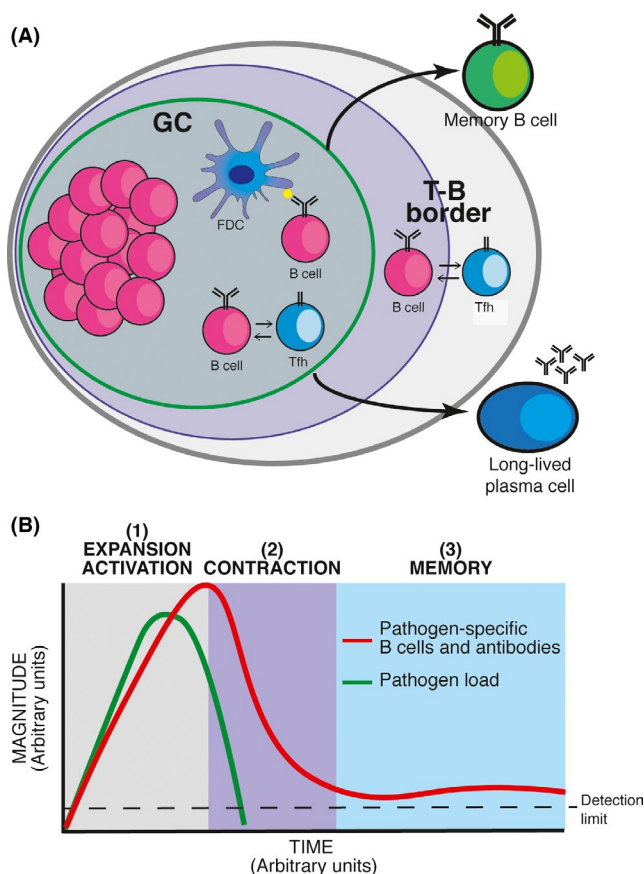 (A)
Memory B cell
GC
FDC
B cell
T-B
border
B cell
Tfh
B cell
Tfh
Long-lived
plasma cell
(B)
(1)
EXPANSION
ACTIVATION
(2)
CONTRACTION
(3)
MEMORY
MAGNITUDE
(Arbitrary units)
Pathogen-specific
B cells and antibodies
Pathogen load
Detection
limit
TIME
(Arbitrary units)